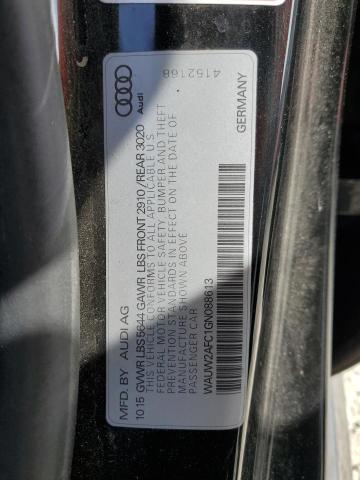 4152168
Audi
MFD. BY AUDI AG
10 15 GVWR LBS 5644 GAWR LBS FRONT 2910 / REAR 3020
THIS VEHICLE CONFORMS TO ALL APPLICABLE U S
FEDERAL MOTOR VEHICLE SAFETY, BUMPER AND THEFT
PREVENTION STANDARDS IN EFFECT ON THE DATE OF
MANUFACTURE SHOWN ABOVE.
PASSENGER CAR
WAUW2AFC1GN088613
GERMANY